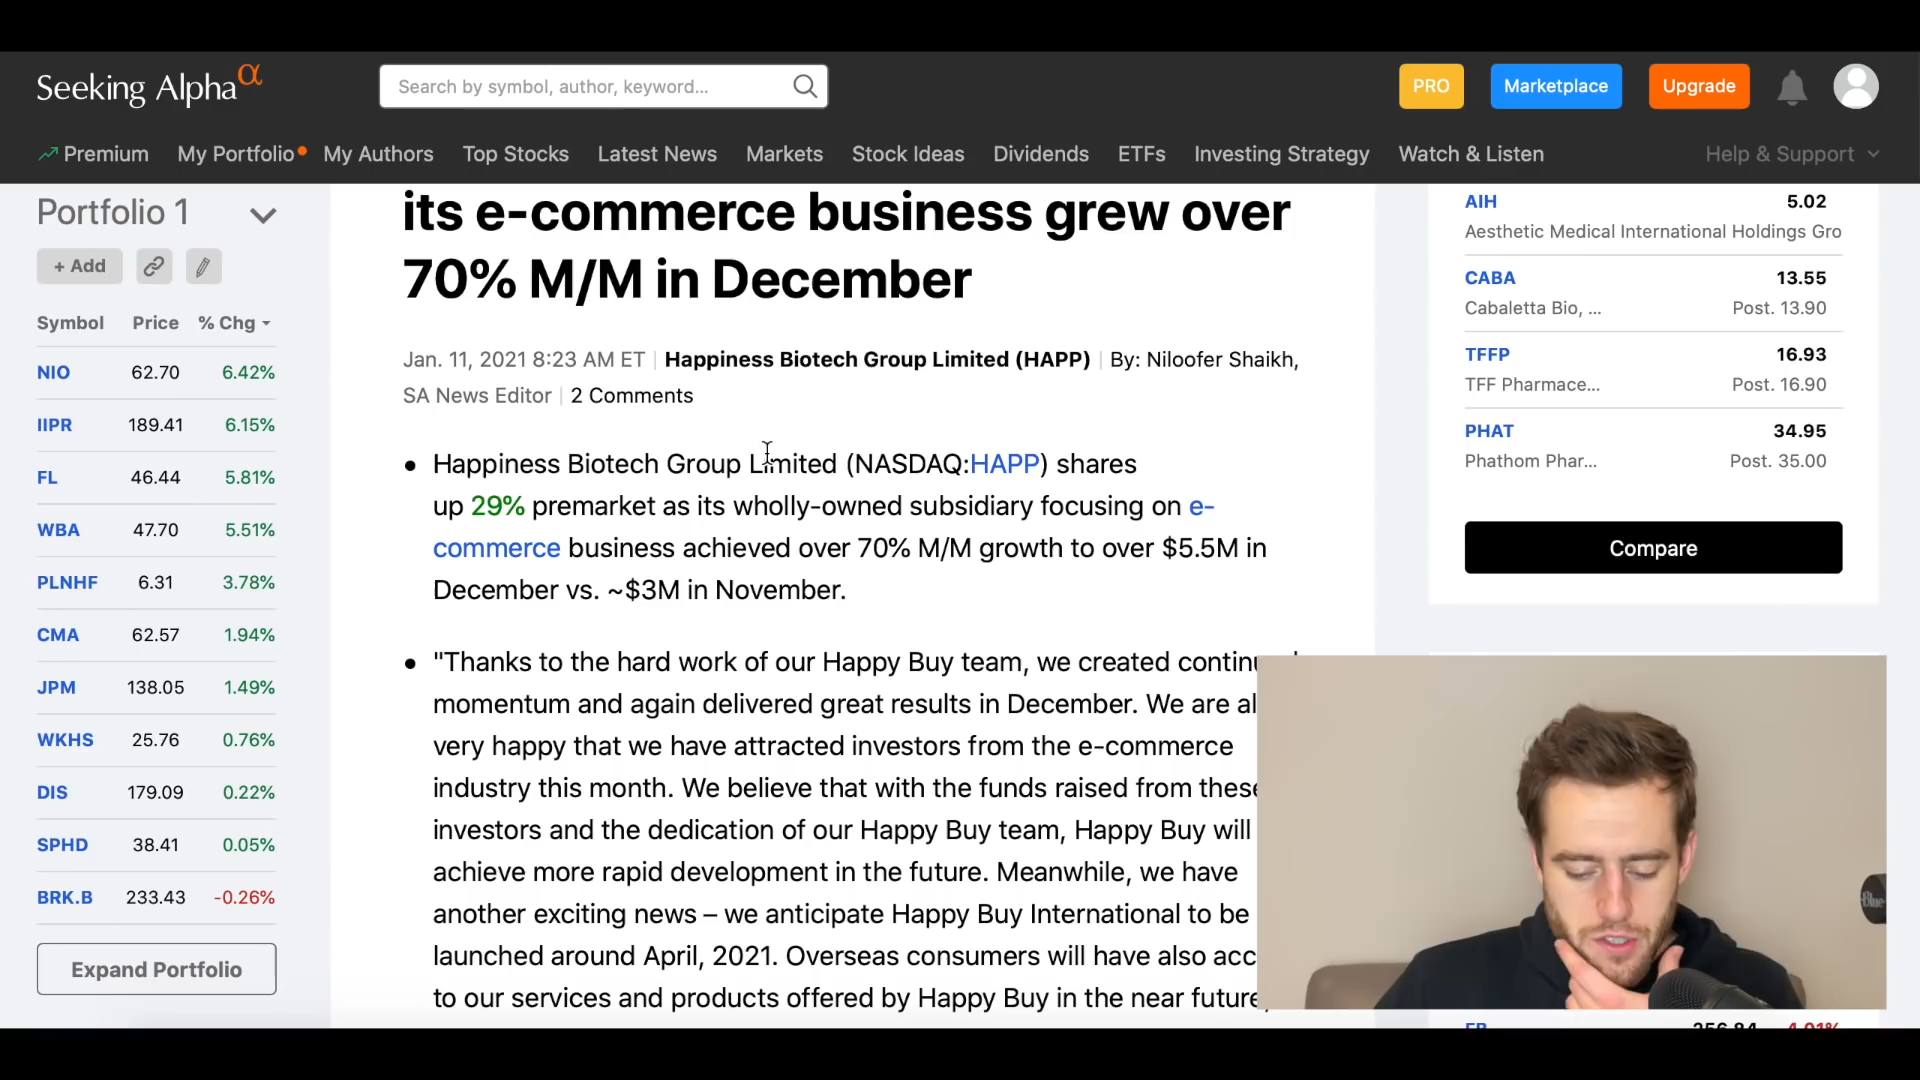 Seeking Alpha α
Search by symbol, author, keyword...
PRO
Marketplace
Upgrade
Premium My Portfolio My Authors Top Stocks Latest News Markets Stock Ideas Dividends ETFs Investing Strategy Watch & Listen Help & Support
Portfolio 1
+ Add
Symbol Price % Chg
NIO 62.70 6.42%
IIPR 189.41 6.15%
FL 46.44 5.81%
WBA 47.70 5.51%
PLNHF 6.31 3.78%
CMA 62.57 1.94%
JPM 138.05 1.49%
WKHS 25.76 0.76%
DIS 179.09 0.22%
SPHD 38.41 0.05%
BRK.B 233.43 -0.26%
Expand Portfolio
its e-commerce business grew over
70% M/M in December
Jan. 11, 2021 8:23 AM ET | Happiness Biotech Group Limited (HAPP) | By: Niloofer Shaikh,
SA News Editor | 2 Comments
• Happiness Biotech Group Limited (NASDAQ:HAPP) shares
up 29% premarket as its wholly-owned subsidiary focusing on e-
commerce business achieved over 70% M/M growth to over $5.5M in
December vs. ~$3M in November.
• "Thanks to the hard work of our Happy Buy team, we created
momentum and again delivered great results in December. We are
very happy that we have attracted investors from the e-commerce
industry this month. We believe that with the funds raised from these
investors and the dedication of our Happy Buy team, Happy Buy will
achieve more rapid development in the future. Meanwhile, we have
another exciting news – we anticipate Happy Buy International to be
launched around April, 2021. Overseas consumers will have also
to our services and products offered by Happy Buy in the near future,
AIH 5.02
Aesthetic Medical International Holdings Gro
CABA 13.55
Cabaletta Bio, ... Post. 13.90
TFFP 16.93
TFF Pharmace... Post. 16.90
PHAT 34.95
Phathom Phar... Post. 35.00
Compare
Blue